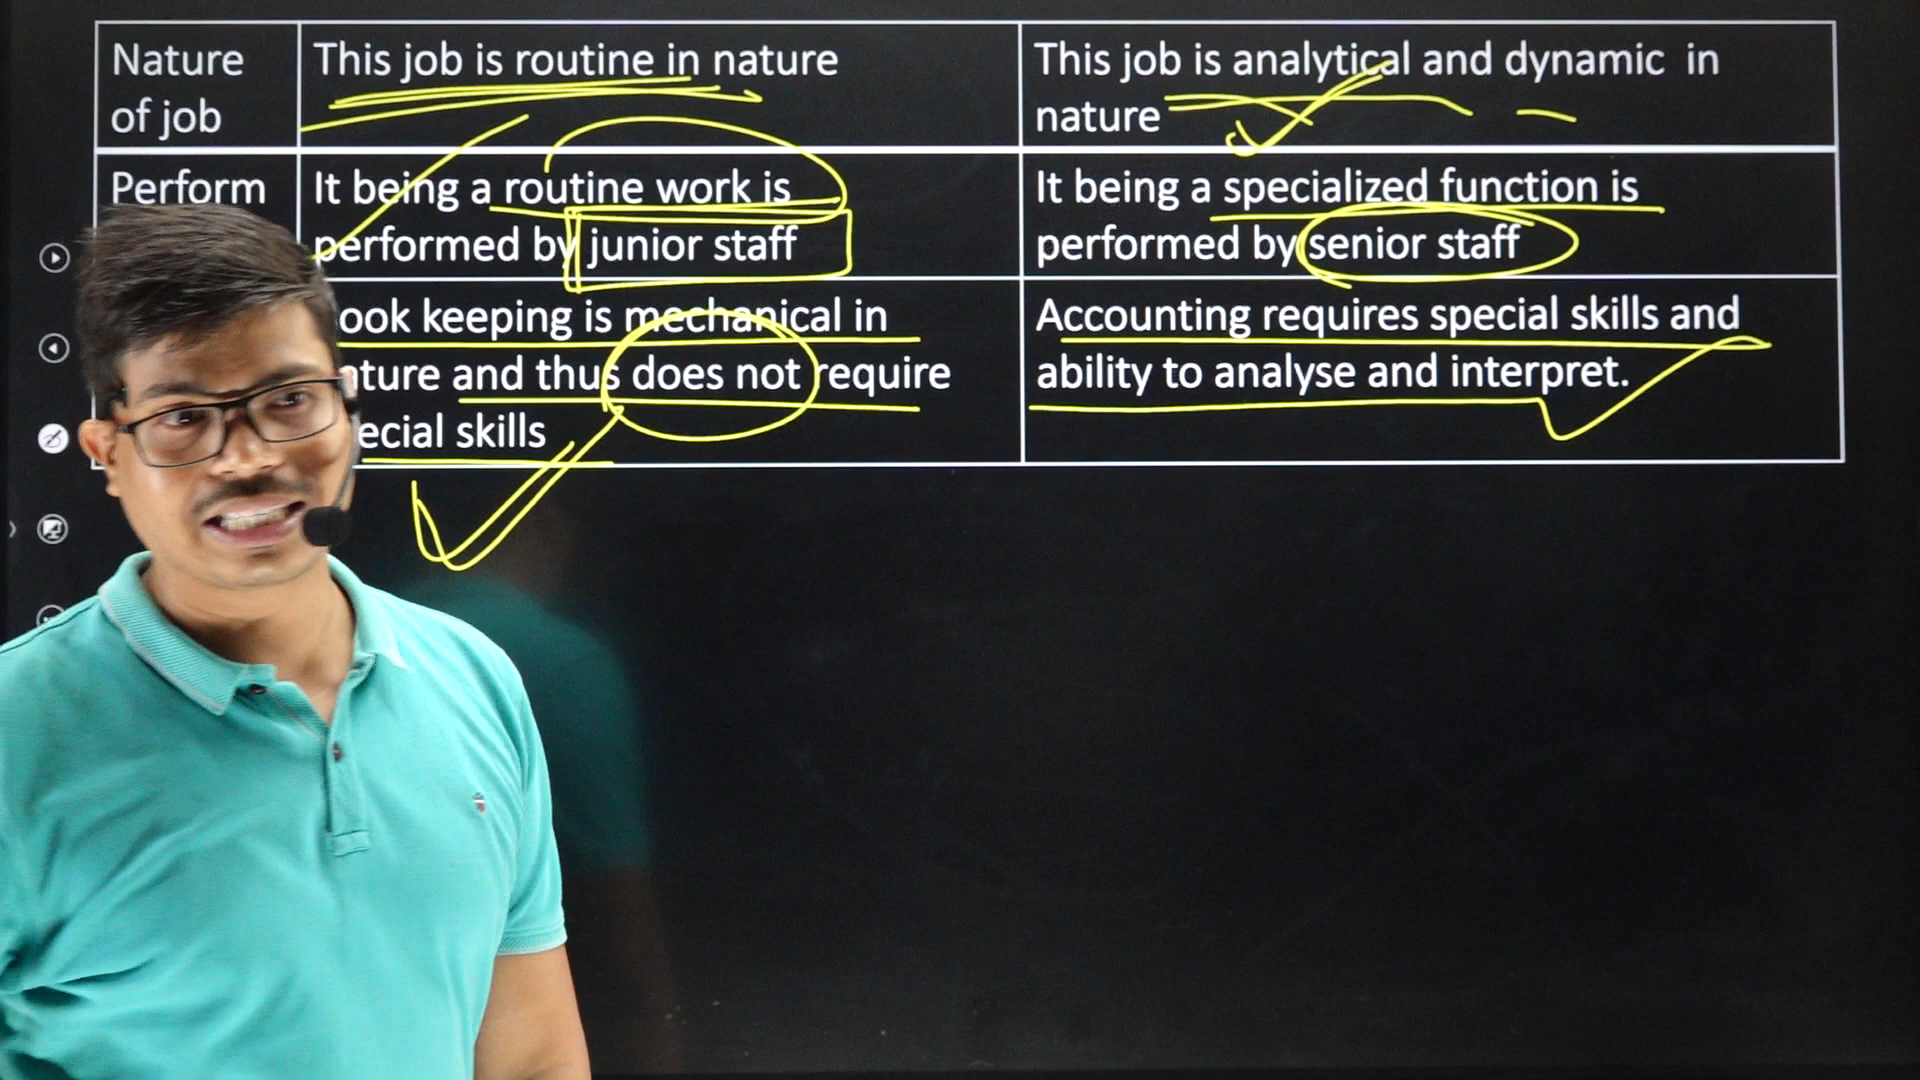 Nature
of job
This job is routine in nature
This job is analytical and dynamic in
nature
Perform
It being a routine work is
performed by junior staff
It being a specialized function is
performed by senior staff
ook keeping is mechanical in
ature and thus does not require
ecial skills
Accounting requires special skills and
ability to analyse and interpret.